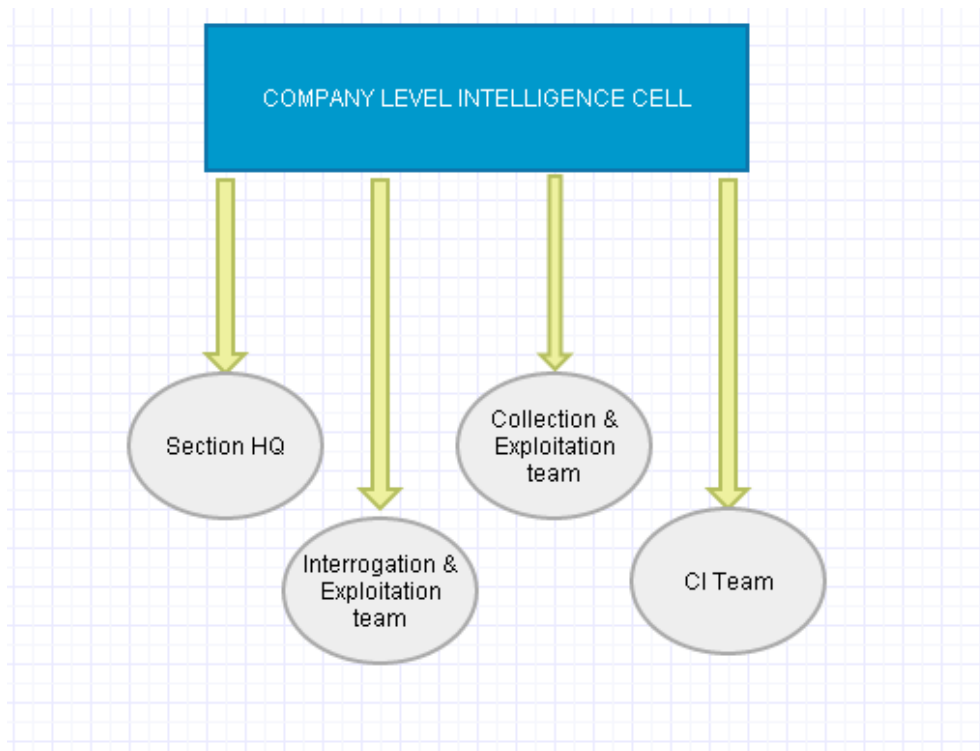 COMPANY LEVEL INTELLIGENCE CELL
Section HQ
Interrogation &
Exploitation
team
Collection &
Exploitation
team
CI Team